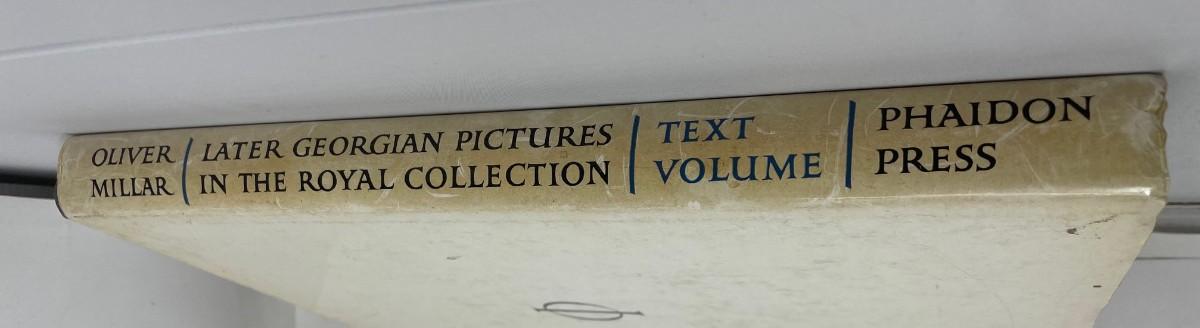 OLIVER
MILLAR
LATER GEORGIAN PICTURES
IN THE ROYAL COLLECTION
TEXT
VOLUME
PHAIDON
PRESS